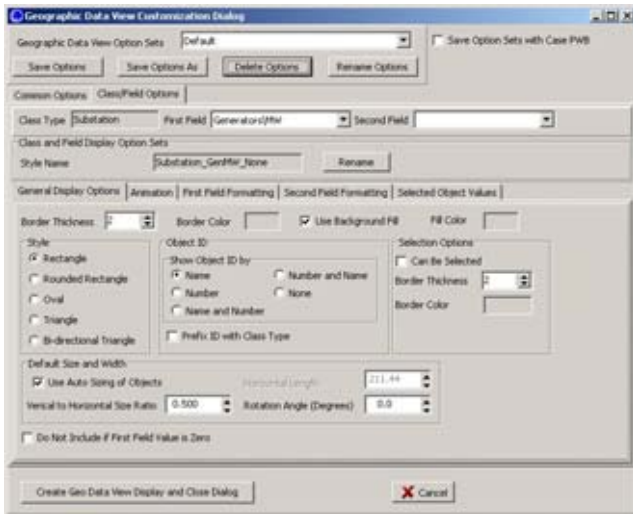 Geographic Data View Customization Dialog
Geographic Data View Option Sets Default Save Option Sets with Case PWB
Save Options Save Options As Delete Options Rename Options
Common Options Class/Field Options
Class Type Substation First Field Generators\MW Second Field
Class and Field Display Option Sets
Style Name Substation_GenMW_None Rename
General Display Options Animation First Field Formatting Second Field Formatting Selected Object Values
Border Thickness 2 Border Color Use Background Fill Fill Color
Style Object ID Selection Options
Rectangle Show Object ID by Can Be Selected
Rounded Rectangle Name Number and Name Border Thickness 2
Oval Number None Border Color
Triangle Name and Number
Bi-directional Triangle Prefix ID with Class Type
Default Size and Width
Use Auto Sizing of Objects Horizontal Length 211.44
Verical to Horizontal Size Ratio 0.500 Rotation Angle (Degrees) 0.0
Do Not Include if First Field Value is Zero
Create Geo Data View Display and Close Dialog Cancel